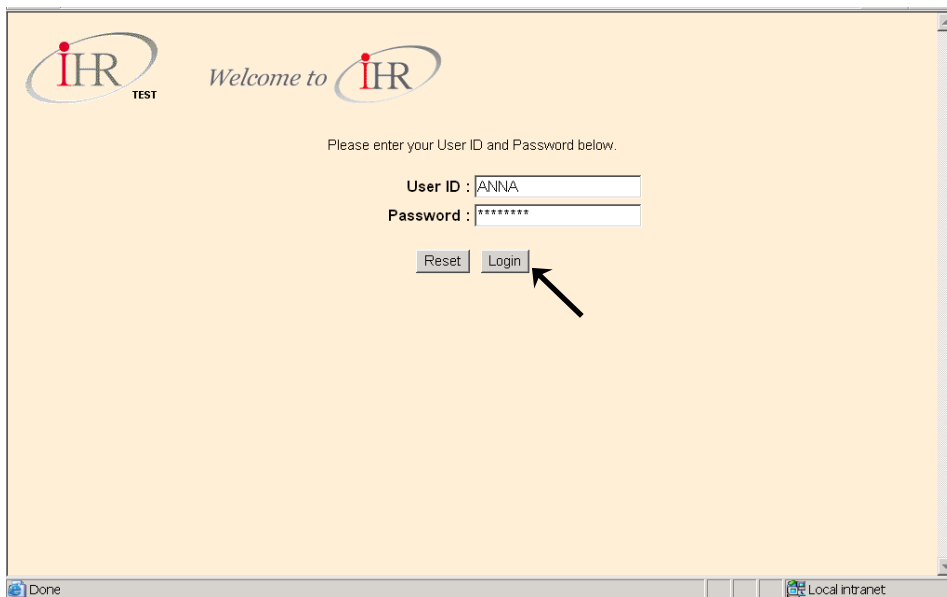 iHR
TEST
Welcome to iHR
Please enter your User ID and Password below.
User ID : ANNA
Password : ********
Reset Login
Done Local intranet